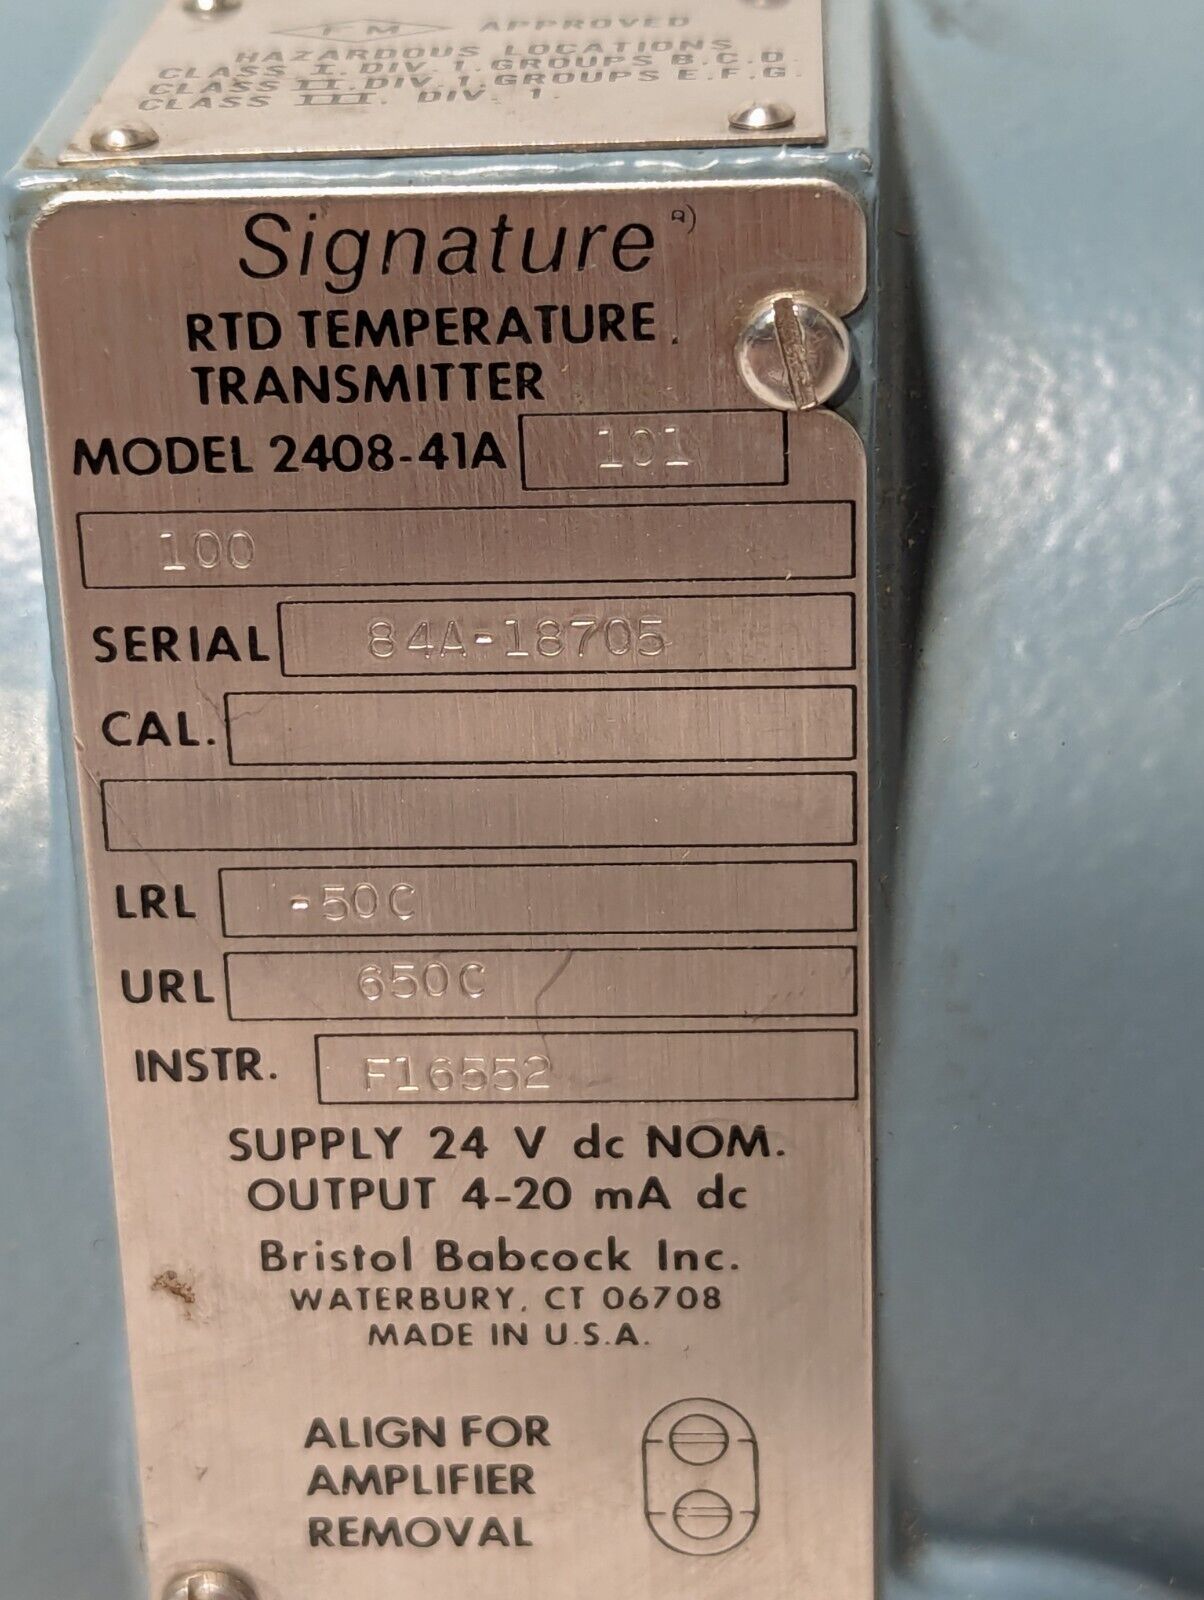 FM APPROVED
HAZARDOUS LOCATIONS
CLASS I. DIV. 1. GROUPS B.C.D.
CLASS II. DIV. 1. GROUPS E.F.G.
CLASS III. DIV. 1.
Signature ®
RTD TEMPERATURE
TRANSMITTER
MODEL 2408-41A 101
100
SERIAL 84A-18705
CAL.
LRL -50C
URL 650C
INSTR. F16552
SUPPLY 24 V dc NOM.
OUTPUT 4-20 mA dc
Bristol Babcock Inc.
WATERBURY, CT 06708
MADE IN U.S.A.
ALIGN FOR
AMPLIFIER
REMOVAL